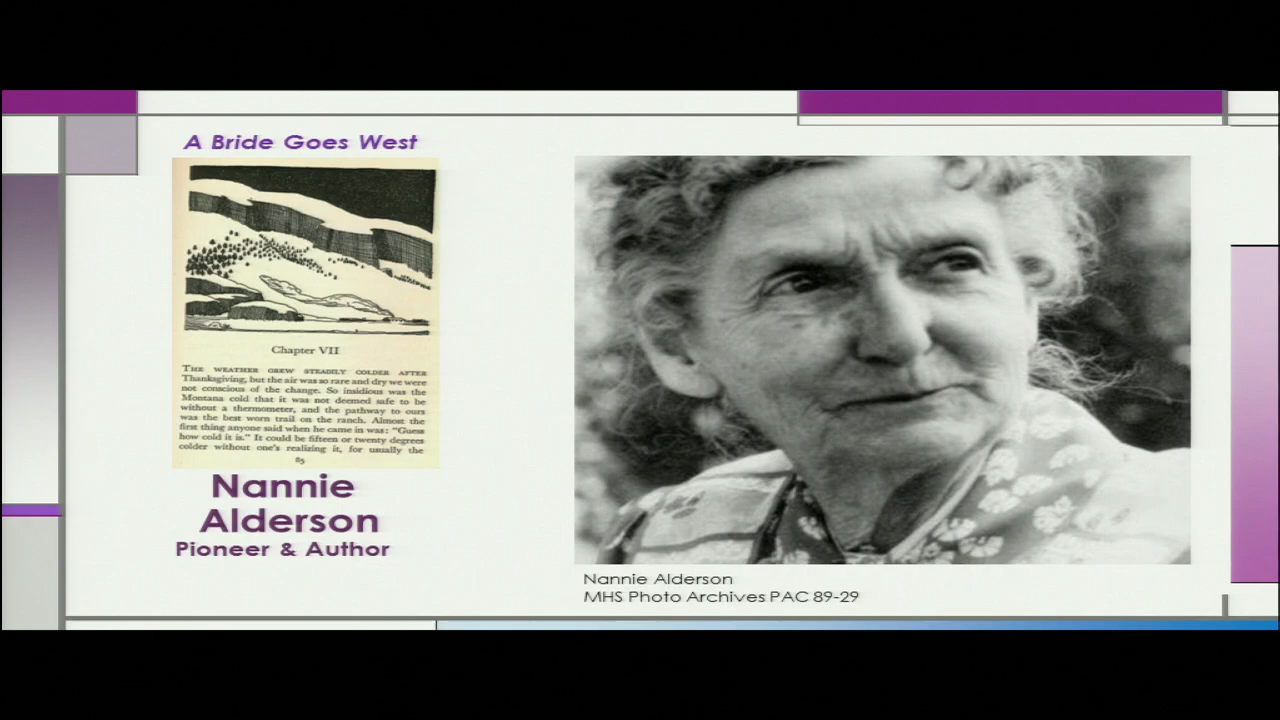 A Bride Goes West
Chapter VII
THE WEATHER GREW STEADILY COLDER AFTER
Thanksgiving, but the air was so rare and dry we were
not conscious of the change. So insidious was the
Montana cold that it was not deemed safe to be
without a thermometer, and the pathway to ours
was the best worn trail on the ranch. Almost the
first thing anyone said when he came in was: "Guess
how cold it is." It could be fifteen or twenty degrees
colder without one's realizing it, for usually the
85
Nannie
Alderson
Pioneer & Author
Nannie Alderson
MHS Photo Archives PAC 89-29